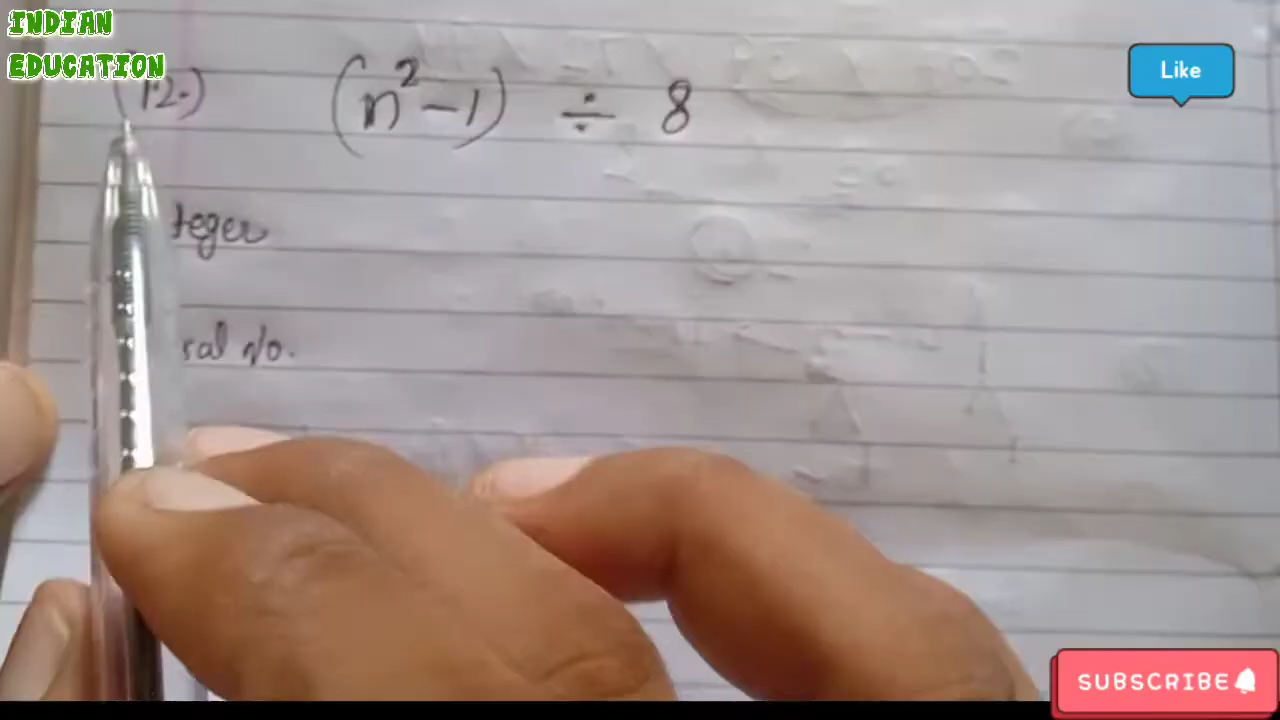 INDIAN
EDUCATION
Like
(12.) (n²-1) ÷ 8
teger
ral No.
SUBSCRIBE